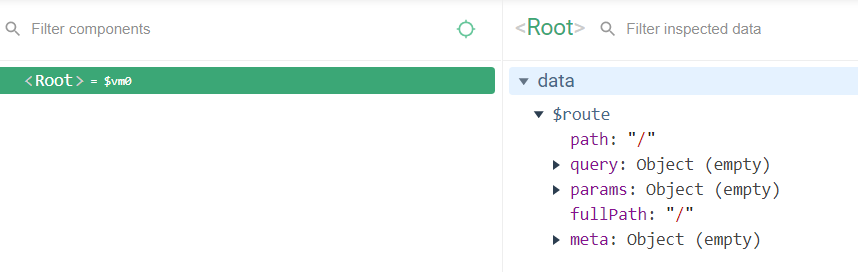 Filter components
<Root> = $vm0
<Root> Filter inspected data
data
$route
path: "/"
query: Object (empty)
params: Object (empty)
fullPath: "/"
meta: Object (empty)